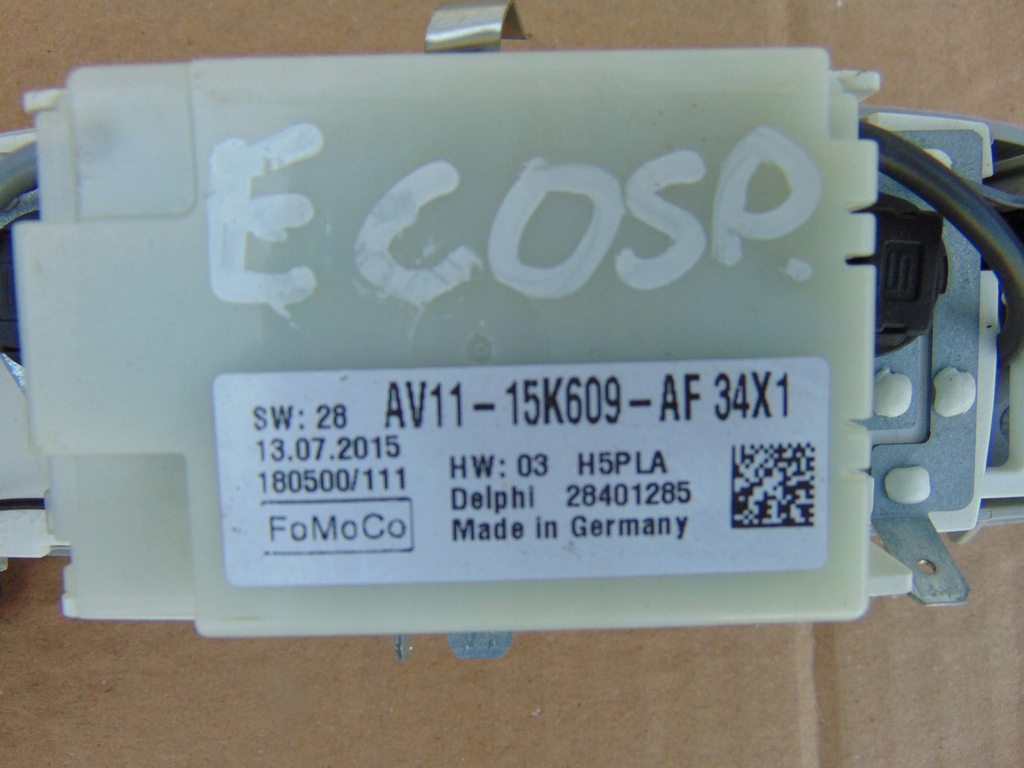 ECOSP.
AV11-15K609-AF 34X1
SW: 28
13.07.2015
180500/111
FoMoCo
HW: 03 H5PLA
Delphi 28401285
Made in Germany